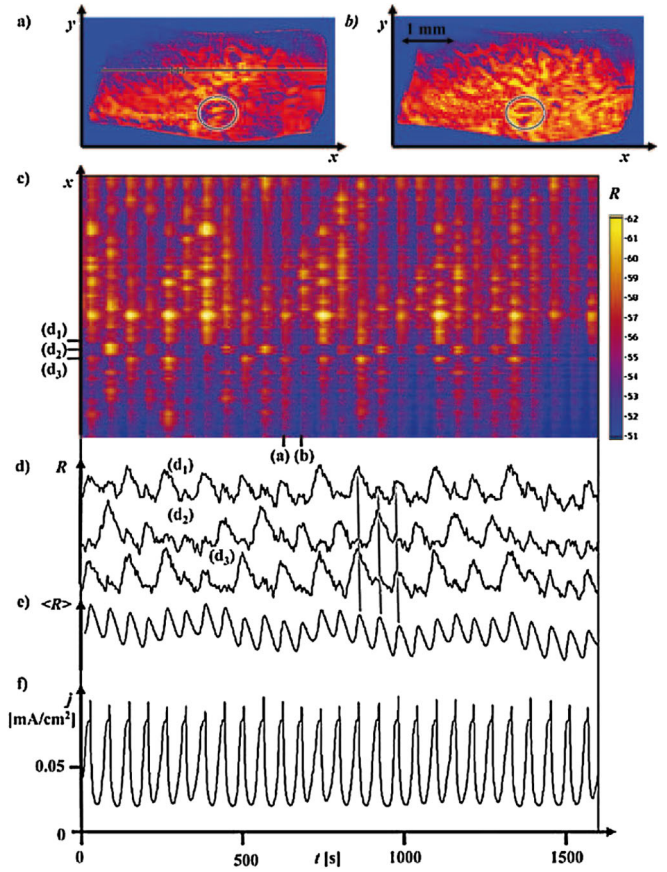 a) y b) y 1 mm
x x
c) x R
62
61
60
59
58
57
56
55
54
53
52
51
(d₁)
(d₂)
(d₃)
(a) (b)
d) R (d₁)
(d₂)
(d₃)
e) <R>
f) j
[mA/cm²]
0.05
0
0 500 t [s] 1000 1500